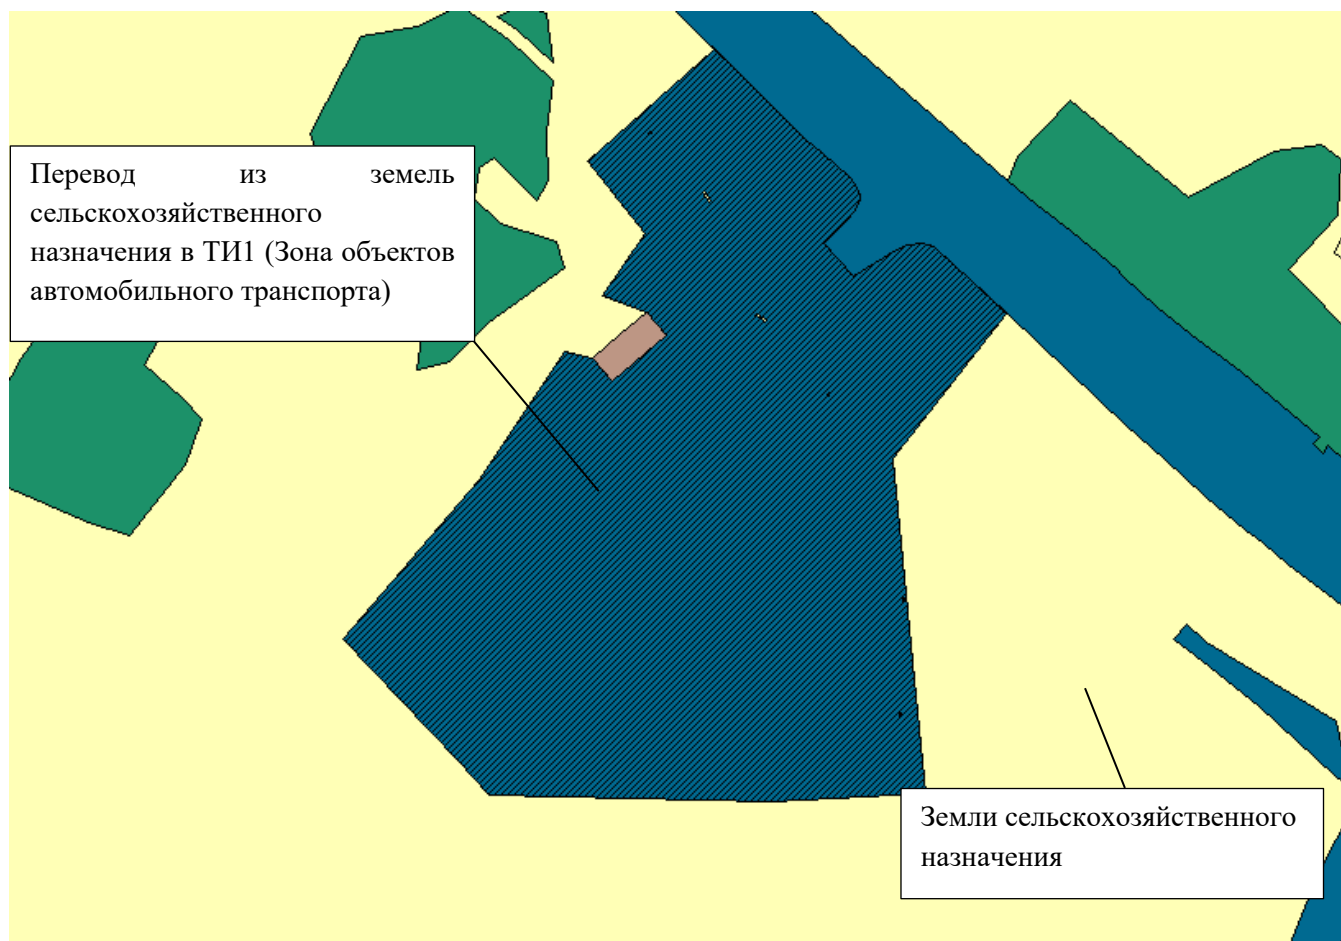 Перевод из земель
сельскохозяйственного
назначения в ТИ1 (Зона объектов
автомобильного транспорта)
Земли сельскохозяйственного
назначения